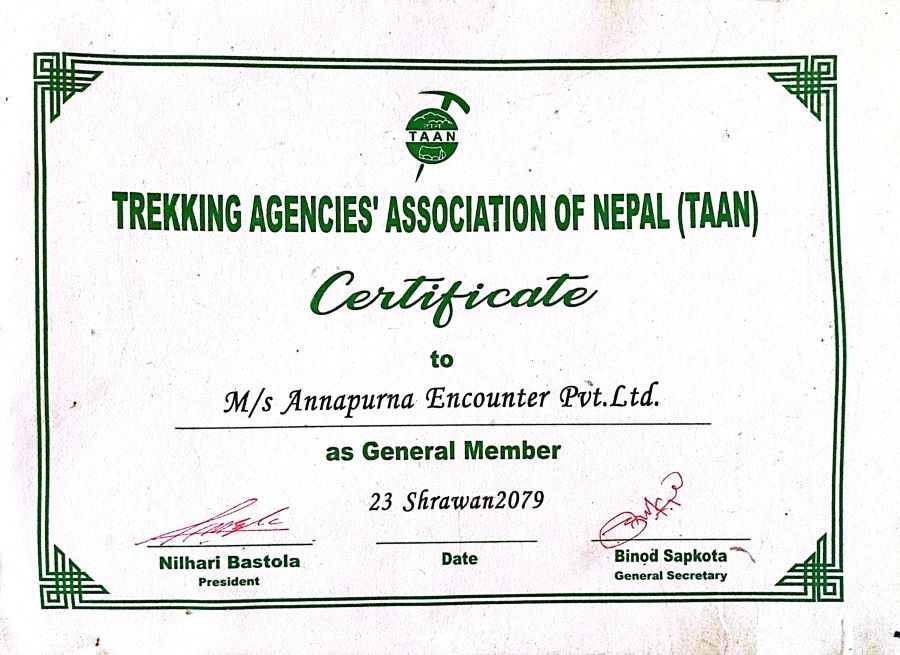 TAAN
TREKKING AGENCIES' ASSOCIATION OF NEPAL (TAAN)
Certificate
to
M/s Annapurna Encounter Pvt.Ltd.
as General Member
23 Shrawan2079
Nilhari Bastola
President
Date
Binod Sapkota
General Secretary